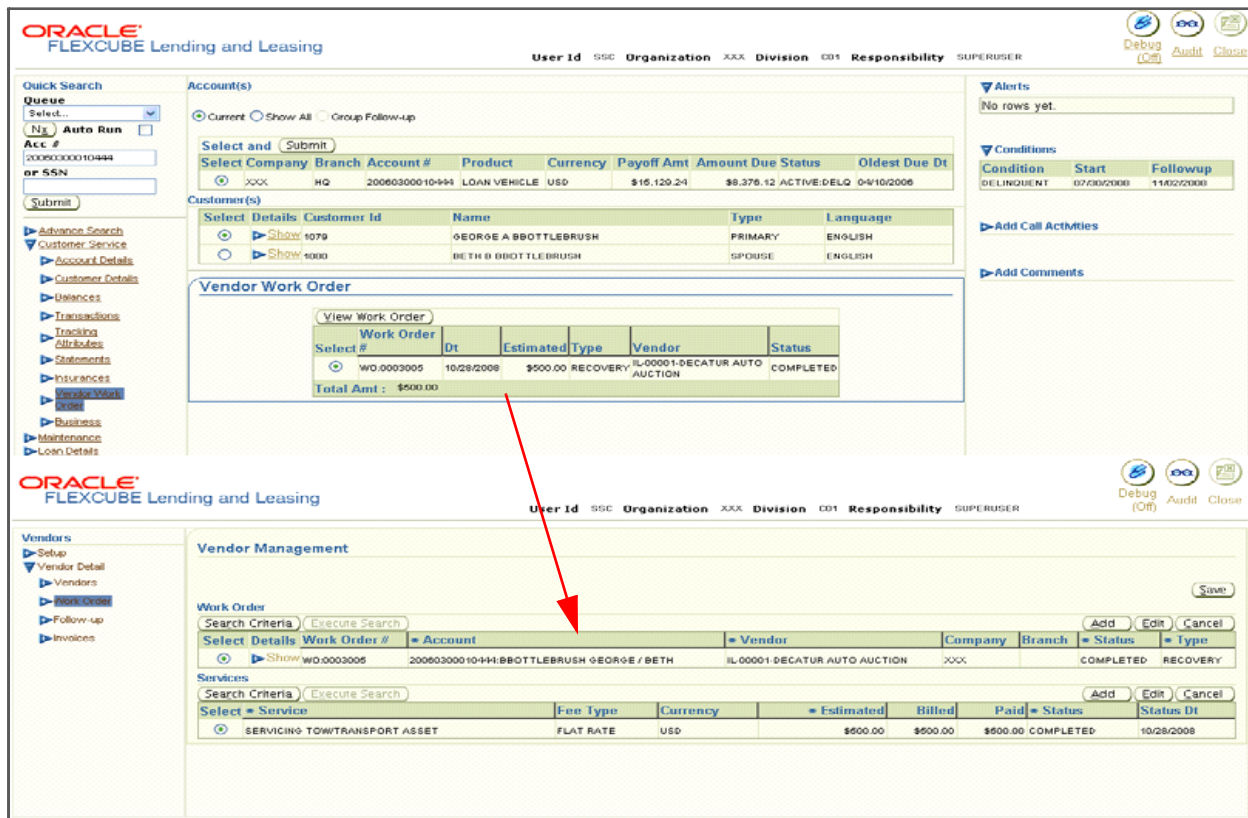 ORACLE
FLEXCUBE Lending and Leasing
User Id SSC Organization XXX Division C01 Responsibility SUPERUSER
Debug (Off) Audit Close
Quick Search
Queue
Select...
Nx Auto Run
Acc #
20060300010444
or SSN
Submit
Advance Search
Customer Service
Account Details
Customer Details
Balances
Transactions
Tracking
Attributes
Statements
Insurances
Vendor Work
Order
Business
Maintenance
Loan Details
Account(s)
Current Show All Group Follow-up
Select and Submit
Select Company Branch Account # Product Currency Payoff Amt Amount Due Status Oldest Due Dt
XXX HQ 20060300010444 LOAN VEHICLE USD $15,129.24 $8,376.12 ACTIVE:DELQ 04/10/2006
Customer(s)
Select Details Customer Id Name Type Language
Show 1079 GEORGE A BBOTTLEBRUSH PRIMARY ENGLISH
Show 1080 BETH B BBOTTLEBRUSH SPOUSE ENGLISH
Vendor Work Order
View Work Order
Work Order
Select # Dt Estimated Type Vendor Status
WO:0003005 10/28/2008 $500.00 RECOVERY IL-00001-DECATUR AUTO AUCTION COMPLETED
Total Amt : $500.00
Alerts
No rows yet.
Conditions
Condition Start Followup
DELINQUENT 07/30/2008 11/02/2008
Add Call Activities
Add Comments
ORACLE
FLEXCUBE Lending and Leasing
User Id SSC Organization XXX Division C01 Responsibility SUPERUSER
Debug (Off) Audit Close
Vendors
Setup
Vendor Detail
Vendors
Work Order
Follow-up
Invoices
Vendor Management
Save
Work Order
Search Criteria Execute Search Add Edit Cancel
Select Details Work Order # Account Vendor Company Branch Status Type
Show WO:0003005 20060300010444:BBOTTLEBRUSH GEORGE / BETH IL-00001-DECATUR AUTO AUCTION XXX COMPLETED RECOVERY
Services
Search Criteria Execute Search Add Edit Cancel
Select Service Fee Type Currency Estimated Billed Paid Status Status Dt
SERVICING TOW/TRANSPORT ASSET FLAT RATE USD $500.00 $500.00 $500.00 COMPLETED 10/28/2008